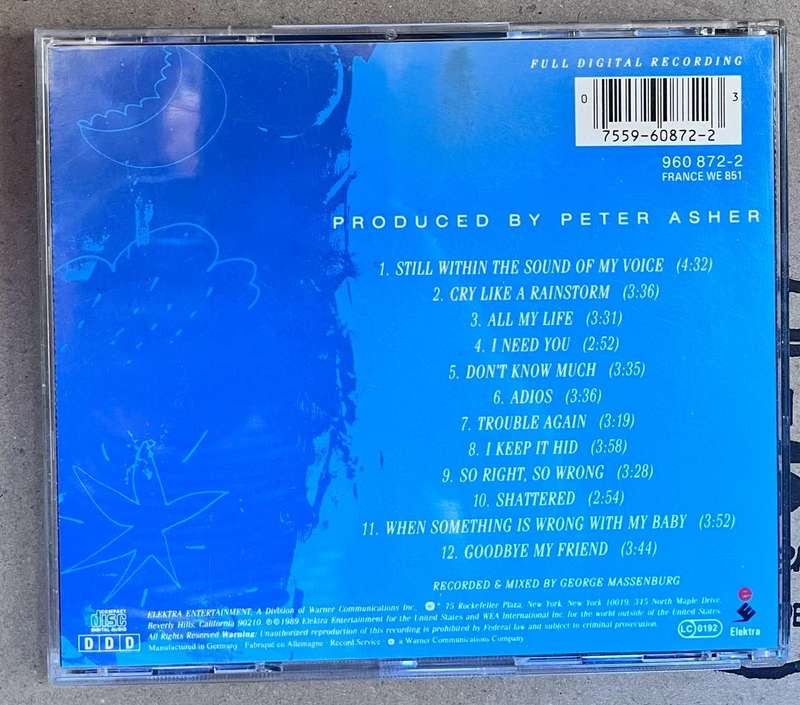 FULL DIGITAL RECORDING
0 3
7559-60872-2
960 872-2
FRANCE WE 851
PRODUCED BY PETER ASHER
1. STILL WITHIN THE SOUND OF MY VOICE (4:32)
2. CRY LIKE A RAINSTORM (3:36)
3. ALL MY LIFE (3:31)
4. I NEED YOU (2:52)
5. DON'T KNOW MUCH (3:35)
6. ADIOS (3:36)
7. TROUBLE AGAIN (3:19)
8. I KEEP IT HID (3:58)
9. SO RIGHT, SO WRONG (3:28)
10. SHATTERED (2:54)
11. WHEN SOMETHING IS WRONG WITH MY BABY (3:52)
12. GOODBYE MY FRIEND (3:44)
RECORDED & MIXED BY GEORGE MASSENBURG
ELEKTRA ENTERTAINMENT, A Division of Warner Communications Inc. 75 Rockefeller Plaza, New York, New York 10019. 345 North Maple Drive,
Beverly Hills, California 90210 ℗©1989 Elektra Entertainment for the United States and WEA International Inc. for the world outside of the United States.
All Rights Reserved Warning: Unauthorized reproduction of this recording is prohibited by Federal law and subject to criminal prosecution.
Manufactured in Germany · Fabriqué en Allemagne · Record Service · a Warner Communications Company
COMPACT
disc
DIGITAL AUDIO
D D D
LC 0192
Elektra